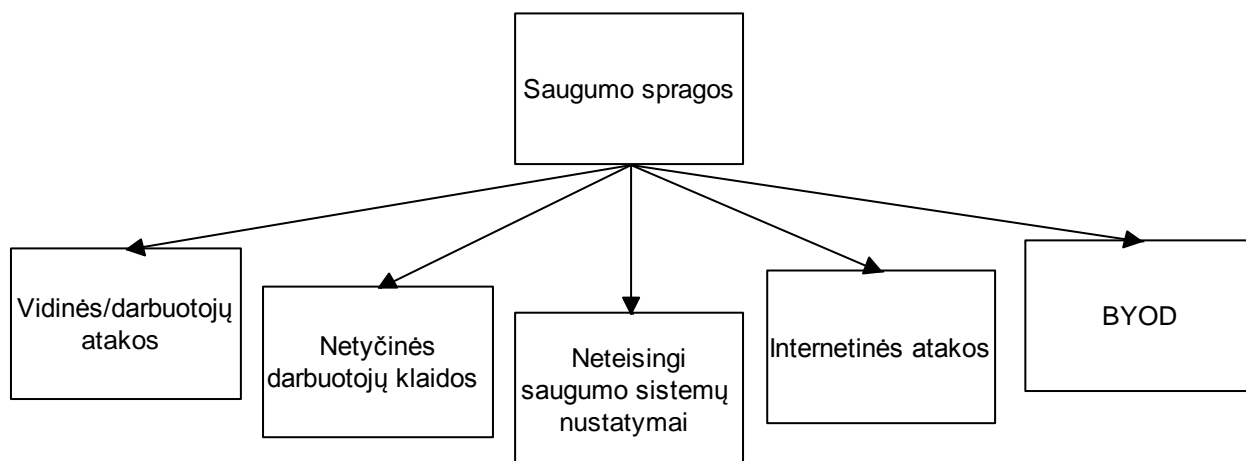 Saugumo spragos
Vidinės/darbuotojų
atakos
Netyčinės
darbuotojų klaidos
Neteisingi
saugumo sistemų
nustatymai
Internetinės atakos
BYOD